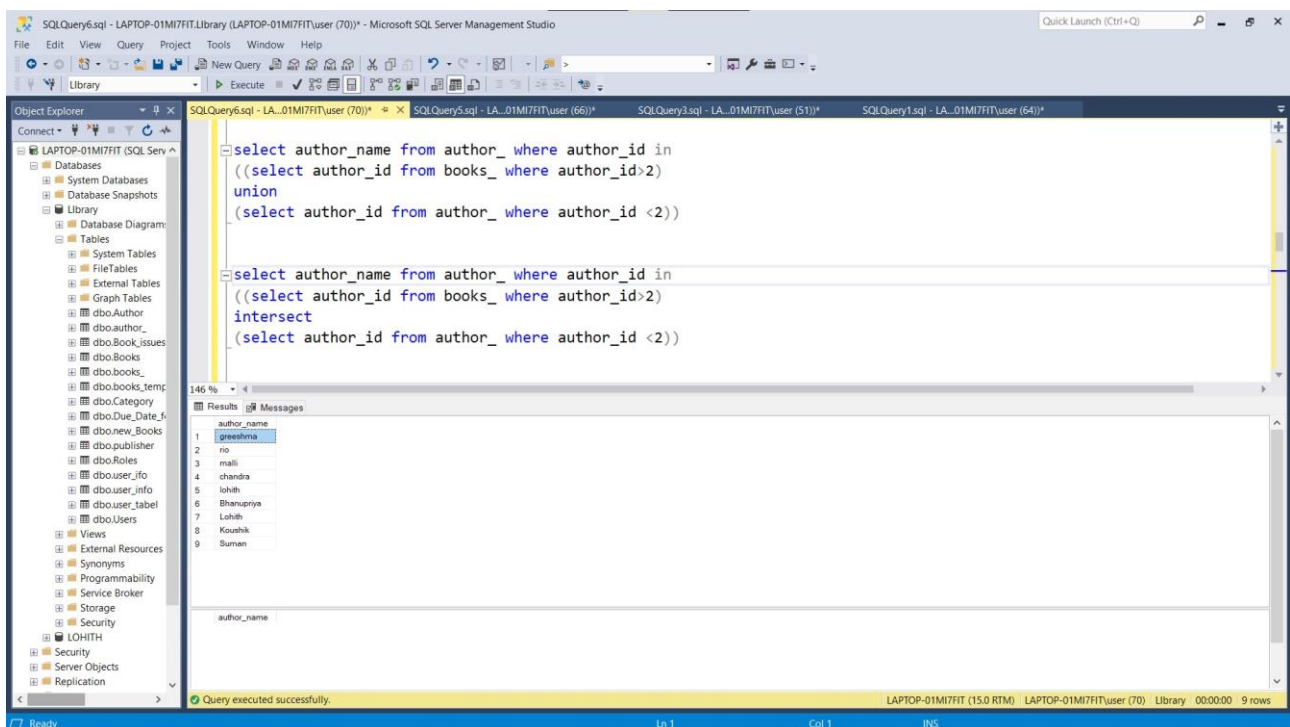 SQLQuery6.sql - LAPTOP-01MI7FIT.LIbrary (LAPTOP-01MI7FIT\user (70))* - Microsoft SQL Server Management Studio
Quick Launch (Ctrl+Q)
File Edit View Query Project Tools Window Help
New Query
LIbrary
Execute
Object Explorer
SQLQuery6.sql - LA...01MI7FIT\user (70))*
SQLQuery5.sql - LA...01MI7FIT\user (66))*
SQLQuery3.sql - LA...01MI7FIT\user (51))*
SQLQuery1.sql - LA...01MI7FIT\user (64))*
Connect
LAPTOP-01MI7FIT (SQL Serv
Databases
System Databases
Database Snapshots
LIbrary
Database Diagram:
Tables
System Tables
FileTables
External Tables
Graph Tables
dbo.Author
dbo.author_
dbo.Book_issues
dbo.Books
dbo.books_
dbo.books_temp
dbo.Category
dbo.Due_Date_f
dbo.new_Books
dbo.publisher
dbo.Roles
dbo.user_ifo
dbo.user_info
dbo.user_tabel
dbo.Users
Views
External Resources
Synonyms
Programmability
Service Broker
Storage
Security
LOHITH
Security
Server Objects
Replication
select author_name from author_ where author_id in
((select author_id from books_ where author_id>2)
union
(select author_id from author_ where author_id <2))
select author_name from author_ where author_id in
((select author_id from books_ where author_id>2)
intersect
(select author_id from author_ where author_id <2))
146 %
Results Messages
author_name
1 greeshma
2 rio
3 malli
4 chandra
5 lohith
6 Bhanupriya
7 Lohith
8 Koushik
9 Suman
author_name
Query executed successfully.
LAPTOP-01MI7FIT (15.0 RTM) LAPTOP-01MI7FIT\user (70) LIbrary 00:00:00 9 rows
Ready Ln 1 Col 1 INS